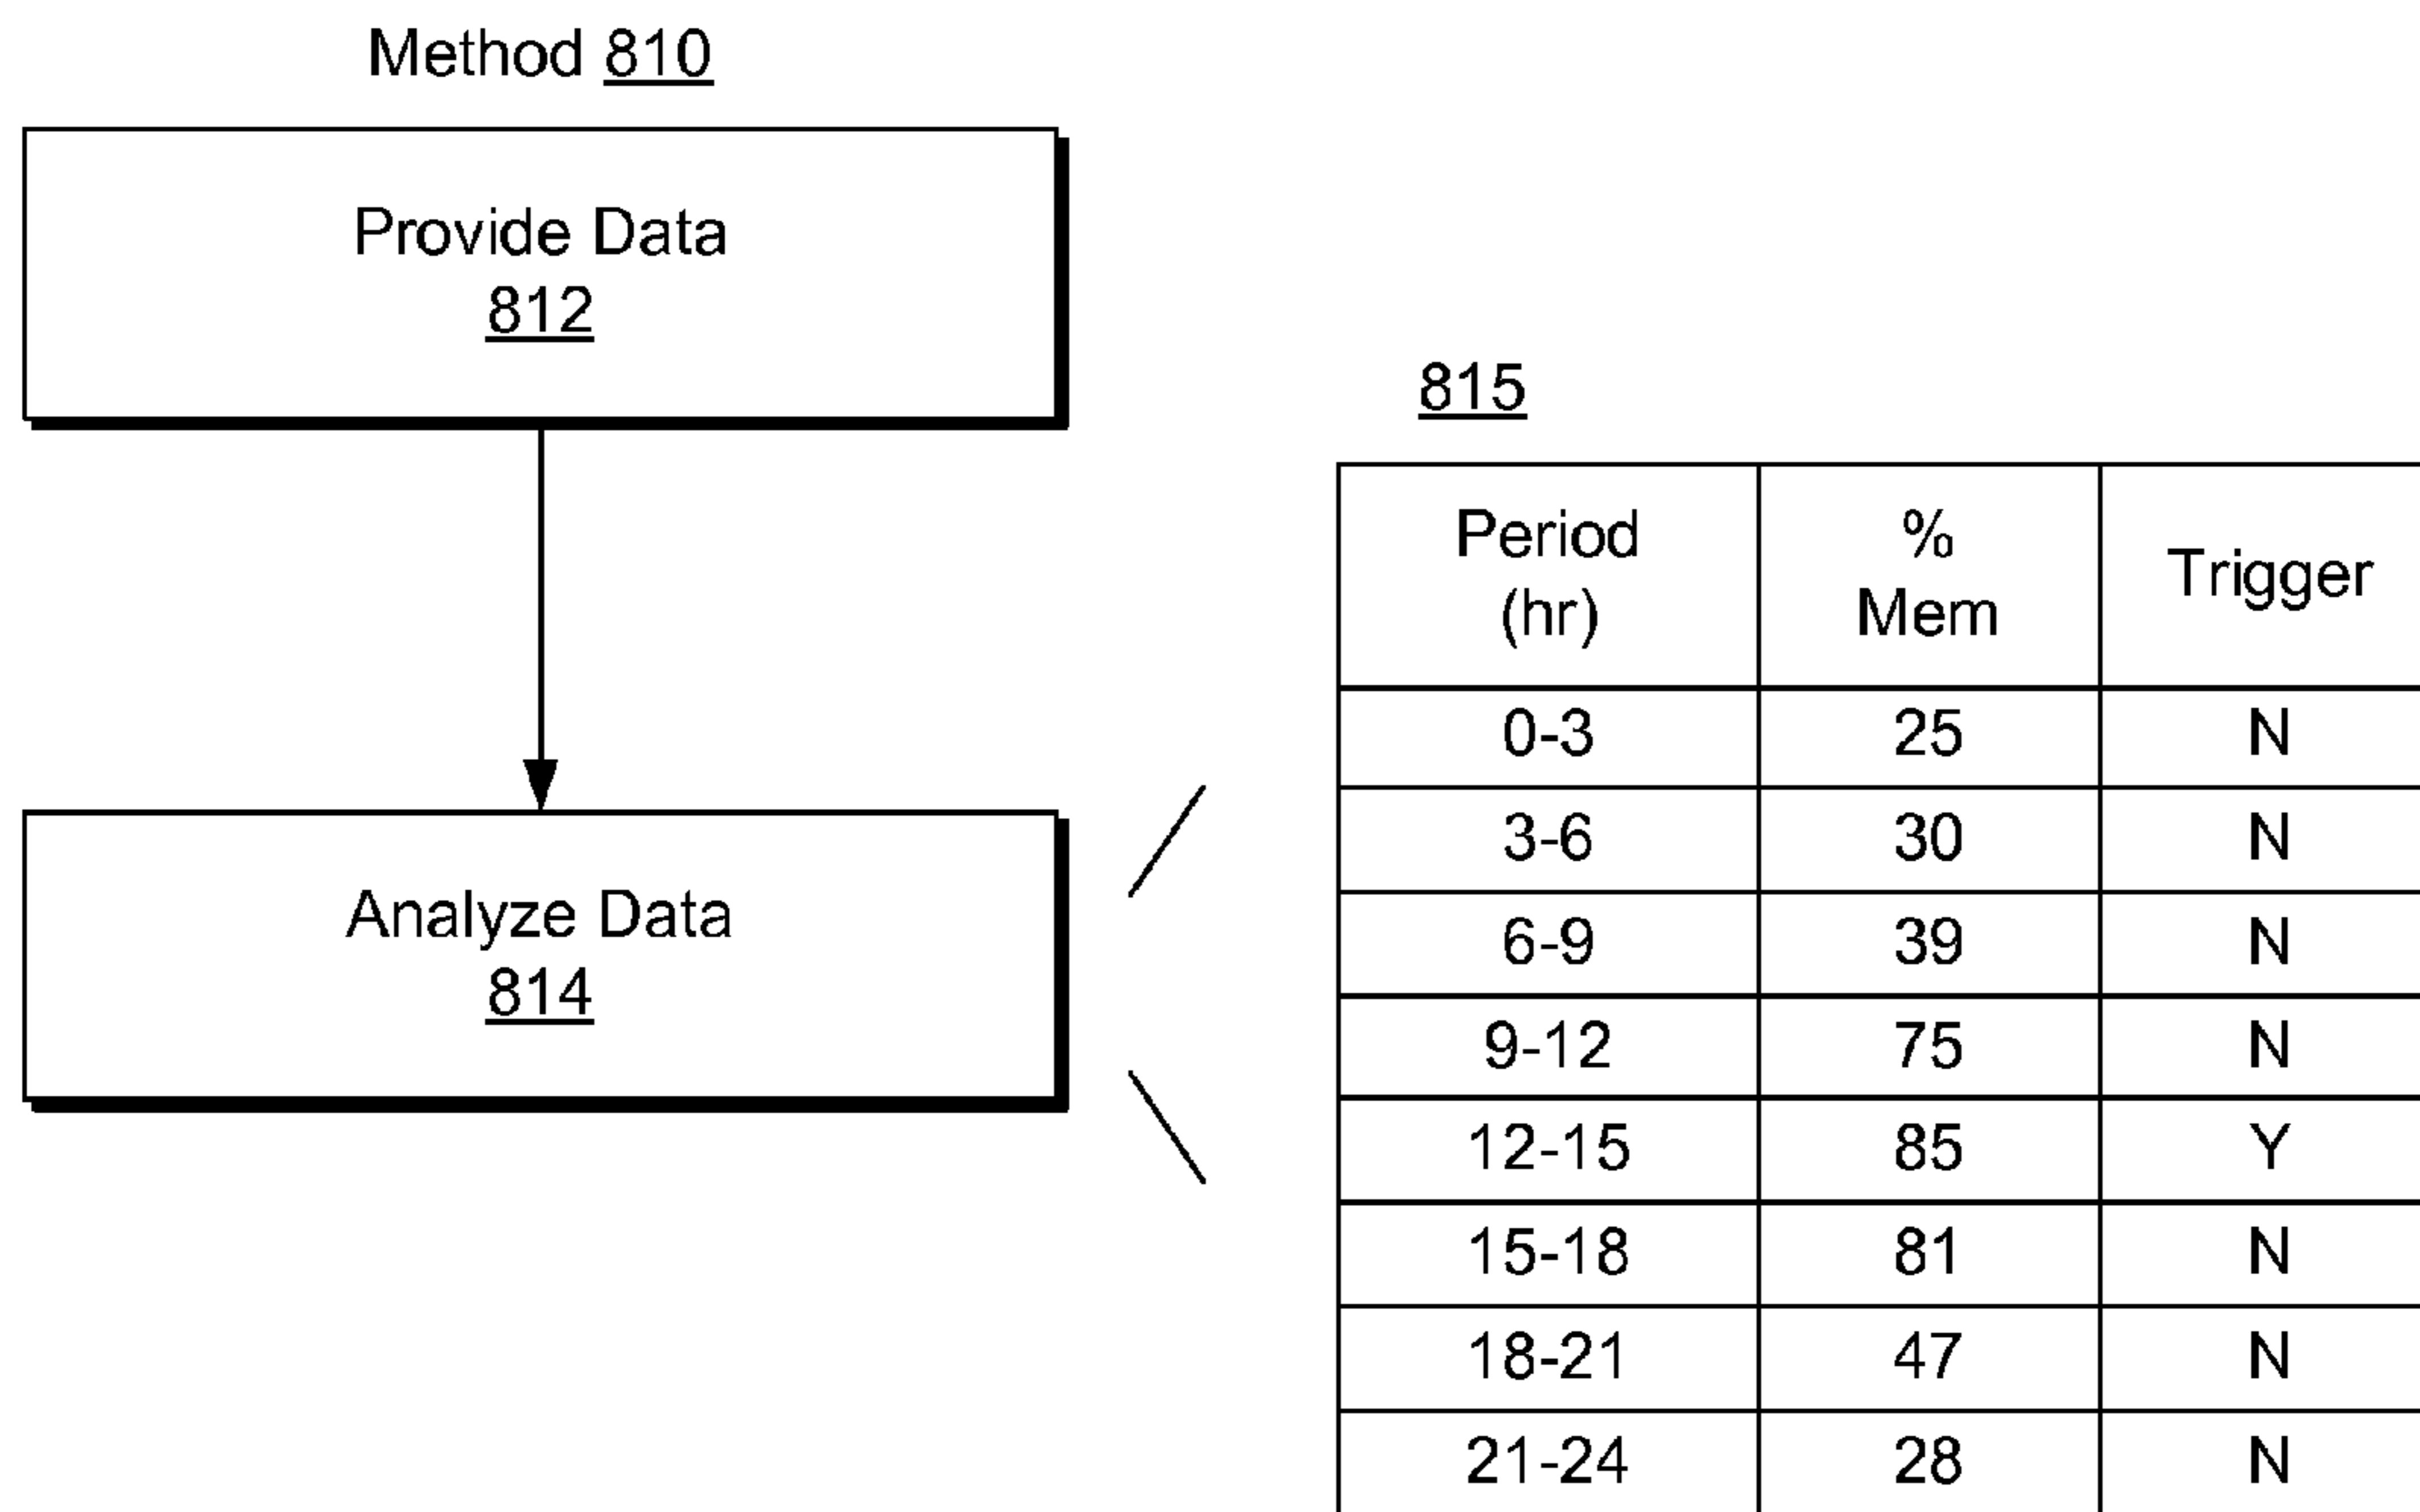 Method 810
Provide Data
812
Analyze Data
814
815
Period (hr) % Mem Trigger
0-3 25 N
3-6 30 N
6-9 39 N
9-12 75 N
12-15 85 Y
15-18 81 N
18-21 47 N
21-24 28 N